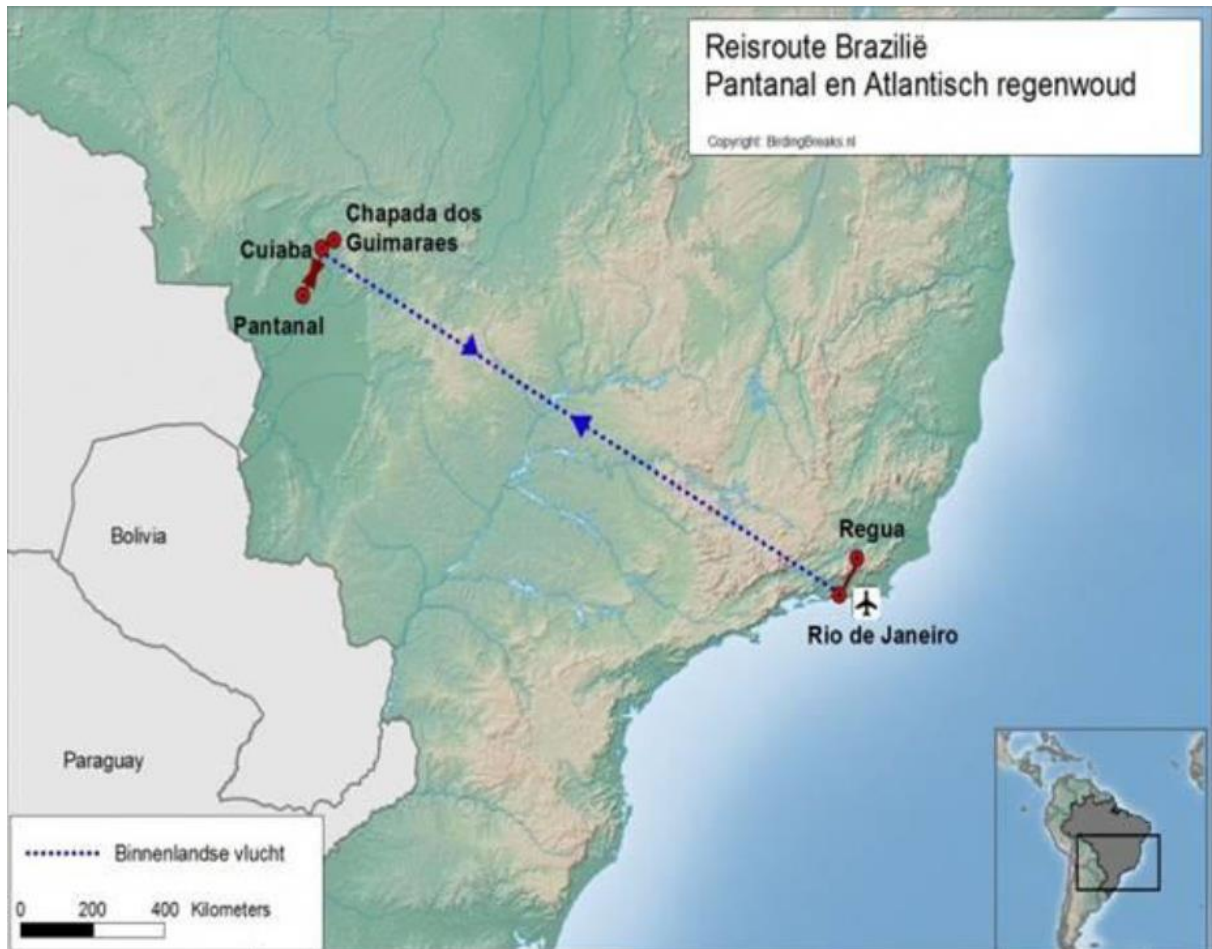 Reisroute Brazilië
Pantanal en Atlantisch regenwoud
Copyright: BirdingBreaks.nl
Chapada dos
Guimaraes
Cuiaba
Pantanal
Regua
Rio de Janeiro
Bolivia
Paraguay
Binnenlandse vlucht
0 200 400 Kilometers